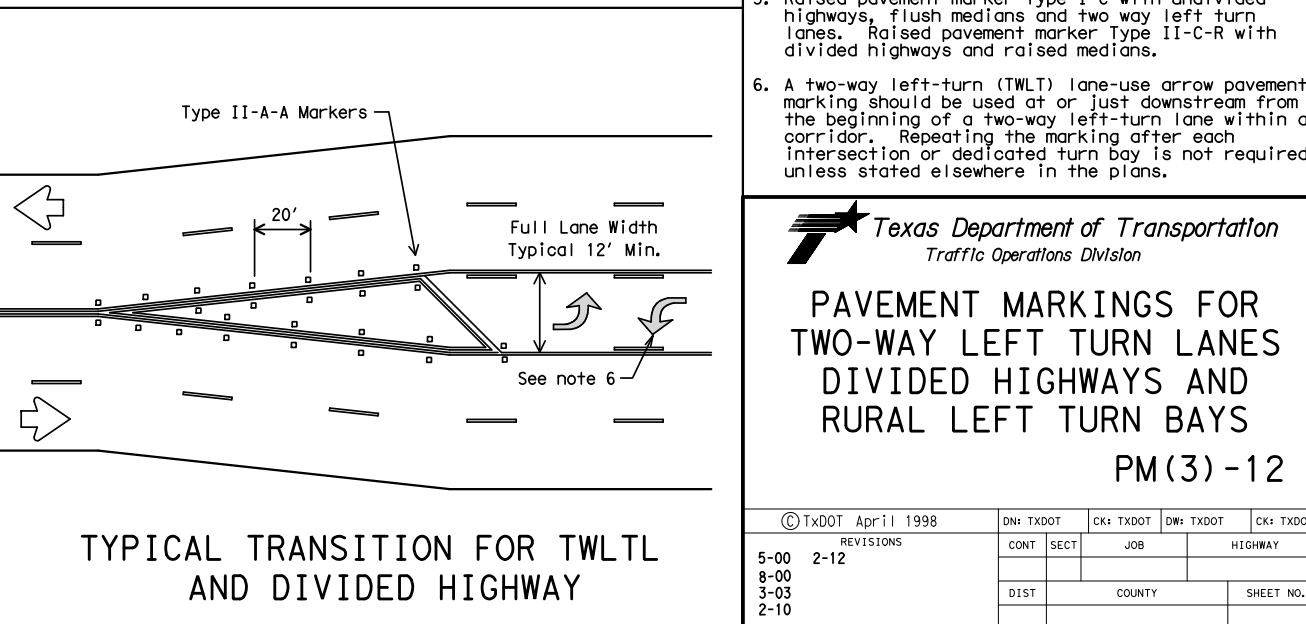 Type II-A-A Markers
20'
Full Lane Width
Typical 12' Min.
See note 6
TYPICAL TRANSITION FOR TWLTL
AND DIVIDED HIGHWAY
highways, flush medians and two way left turn
lanes. Raised pavement marker Type II-C-R with
divided highways and raised medians.
6. A two-way left-turn (TWLT) lane-use arrow pavement
marking should be used at or just downstream from
the beginning of a two-way left-turn lane within a
corridor. Repeating the marking after each
intersection or dedicated turn bay is not required
unless stated elsewhere in the plans.
Texas Department of Transportation
Traffic Operations Division
PAVEMENT MARKINGS FOR
TWO-WAY LEFT TURN LANES
DIVIDED HIGHWAYS AND
RURAL LEFT TURN BAYS
PM(3)-12
© TxDOT April 1998
DN: TXDOT
CK: TXDOT
DW: TXDOT
CK: TXDO
REVISIONS
5-00 2-12
8-00
3-03
2-10
CONT
SECT
JOB
HIGHWAY
DIST
COUNTY
SHEET NO.